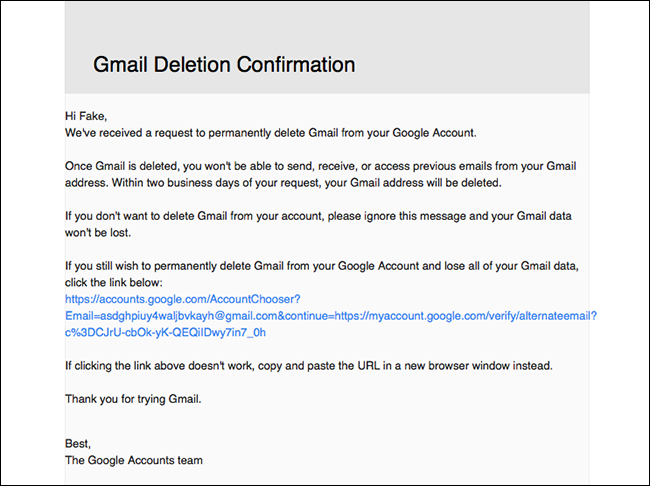 Gmail Deletion Confirmation
Hi Fake,
We've received a request to permanently delete Gmail from your Google Account.
Once Gmail is deleted, you won't be able to send, receive, or access previous emails from your Gmail
address. Within two business days of your request, your Gmail address will be deleted.
If you don't want to delete Gmail from your account, please ignore this message and your Gmail data
won't be lost.
If you still wish to permanently delete Gmail from your Google Account and lose all of your Gmail data,
click the link below:
https://accounts.google.com/AccountChooser?
Email=asdghpiuy4waljbvkayh@gmail.com&continue=https://myaccount.google.com/verify/alternateemail?
c%3DCJrU-cbOk-yK-QEQiIDwy7in7_0h
If clicking the link above doesn't work, copy and paste the URL in a new browser window instead.
Thank you for trying Gmail.
Best,
The Google Accounts team